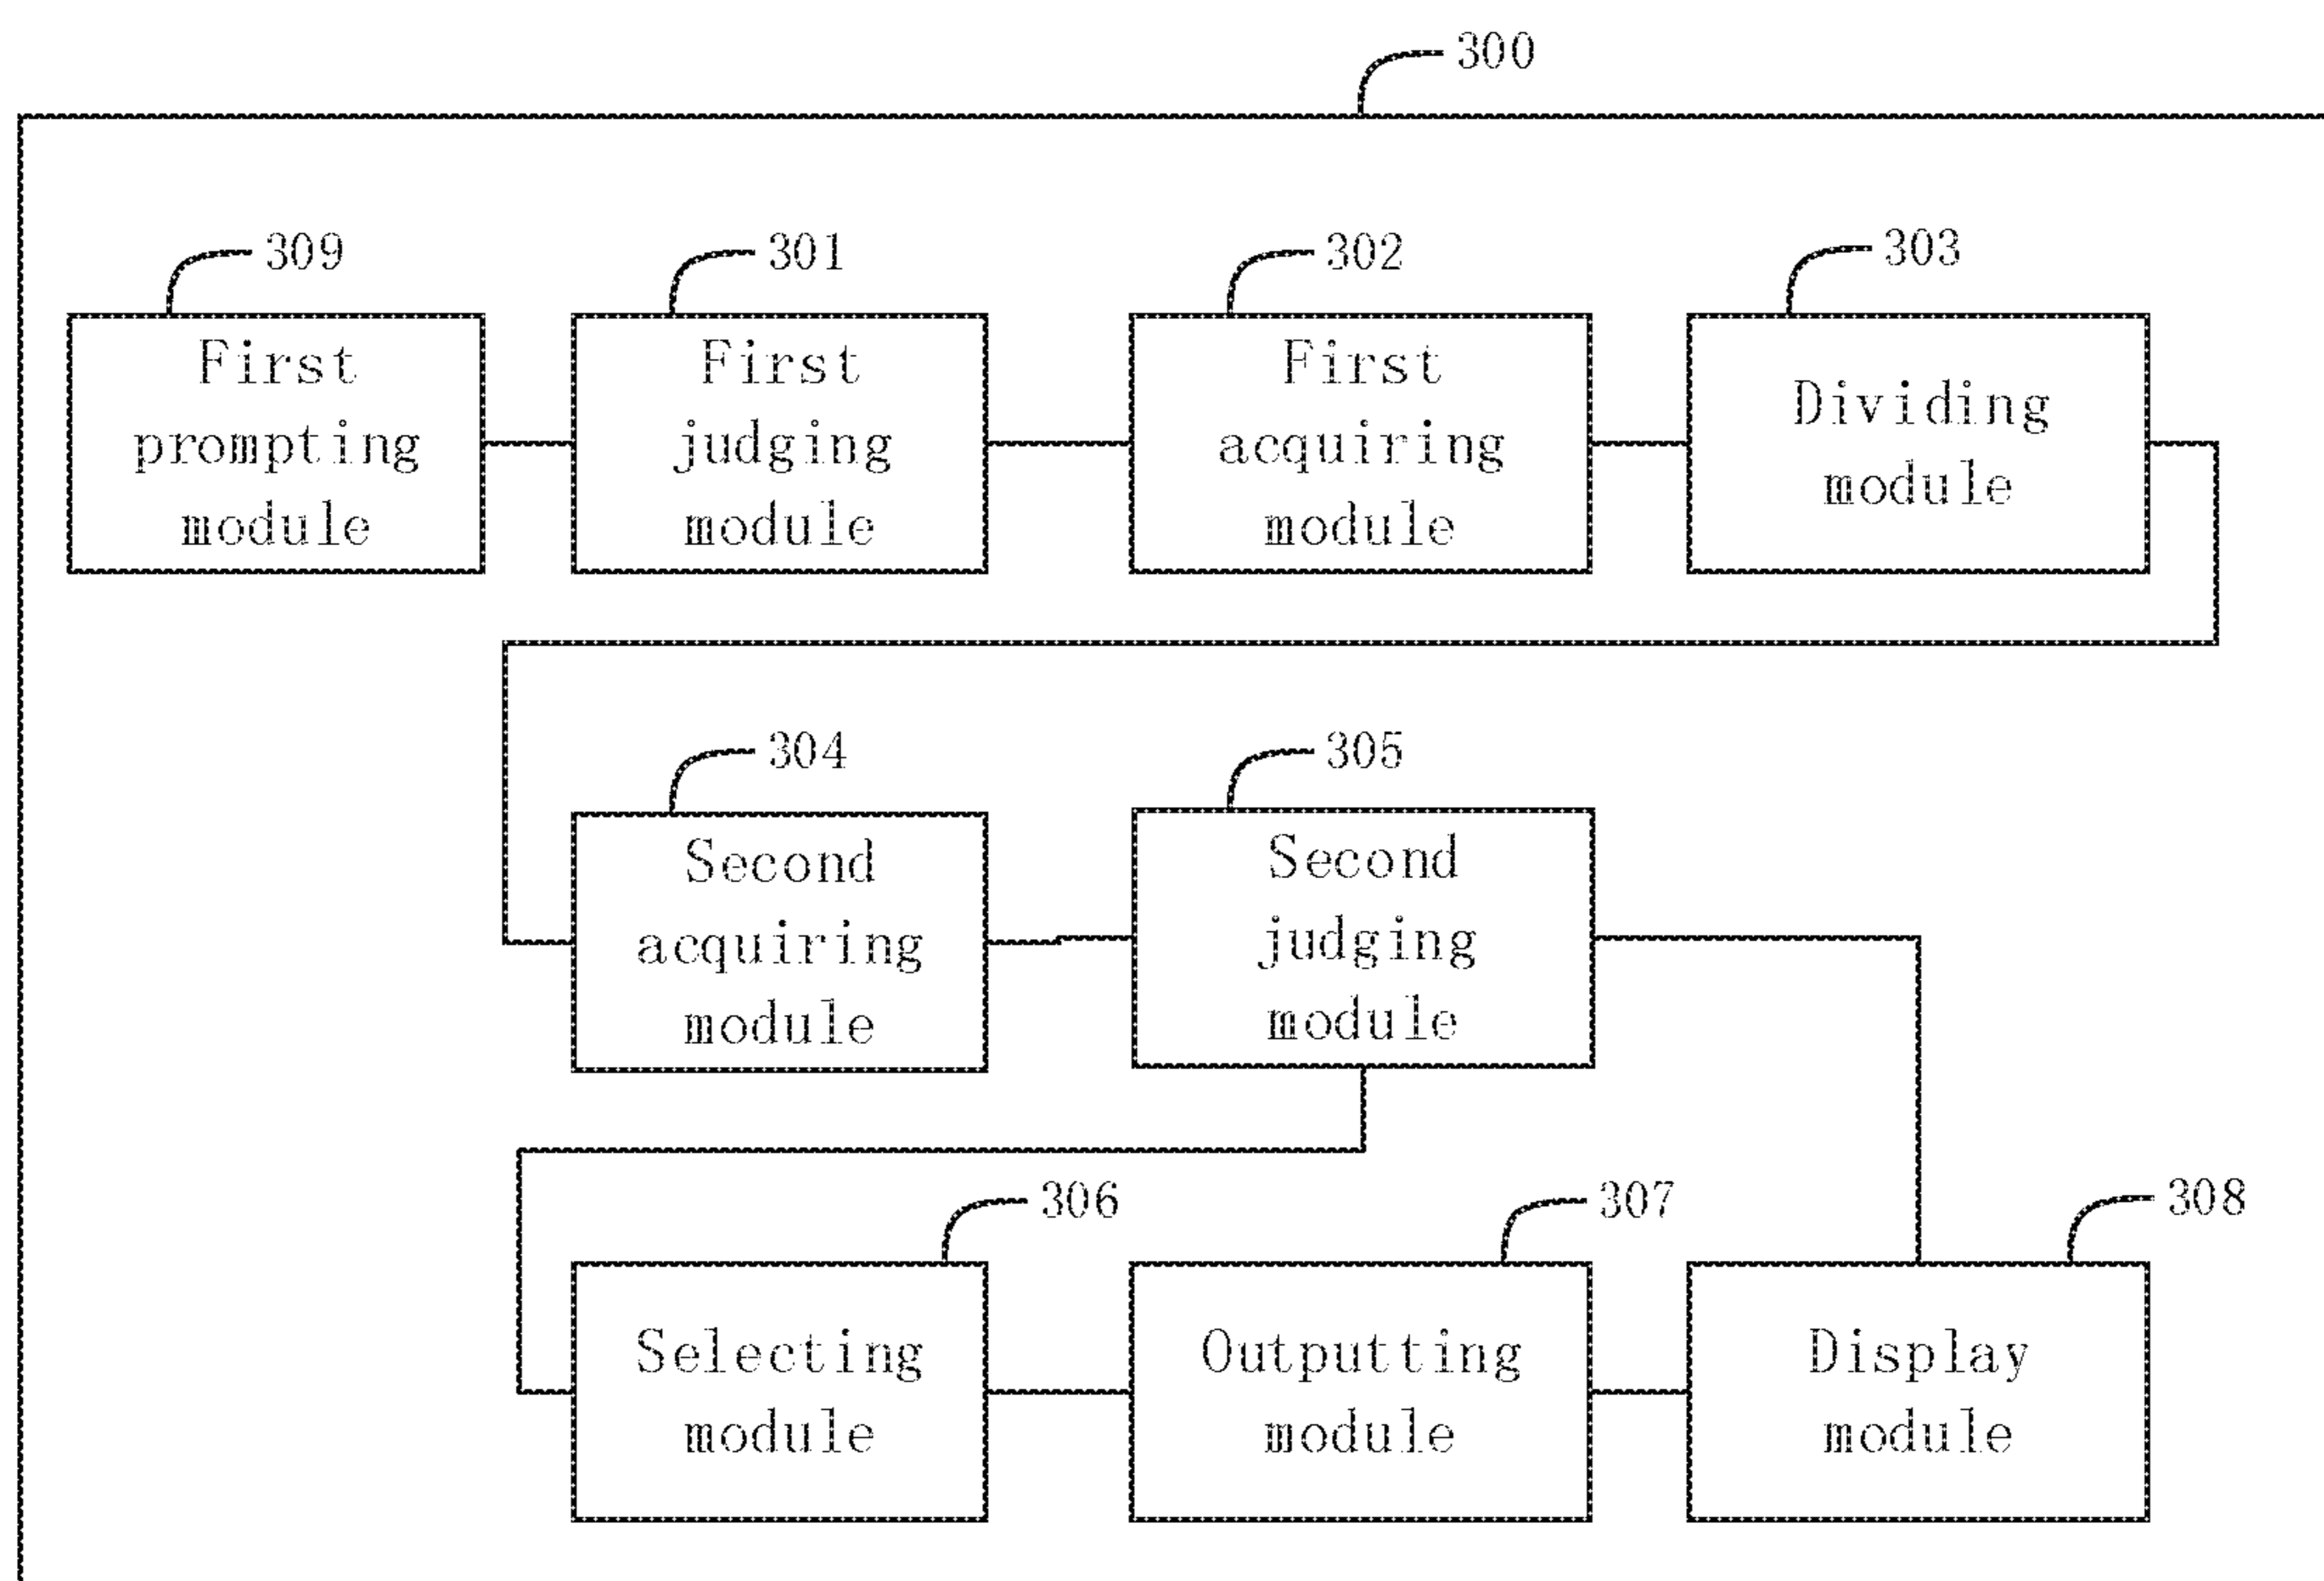 300
309
First
prompting
module
301
First
judging
module
302
First
acquiring
module
303
Dividing
module
304
Second
acquiring
module
305
Second
judging
module
306
Selecting
module
307
Outputting
module
308
Display
module